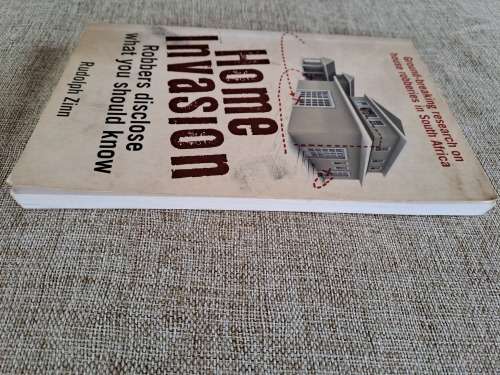 Ground-breaking research on
house robberies in South Africa
Home
Invasion
Robbers disclose
what you should know
Rudolph Zinn